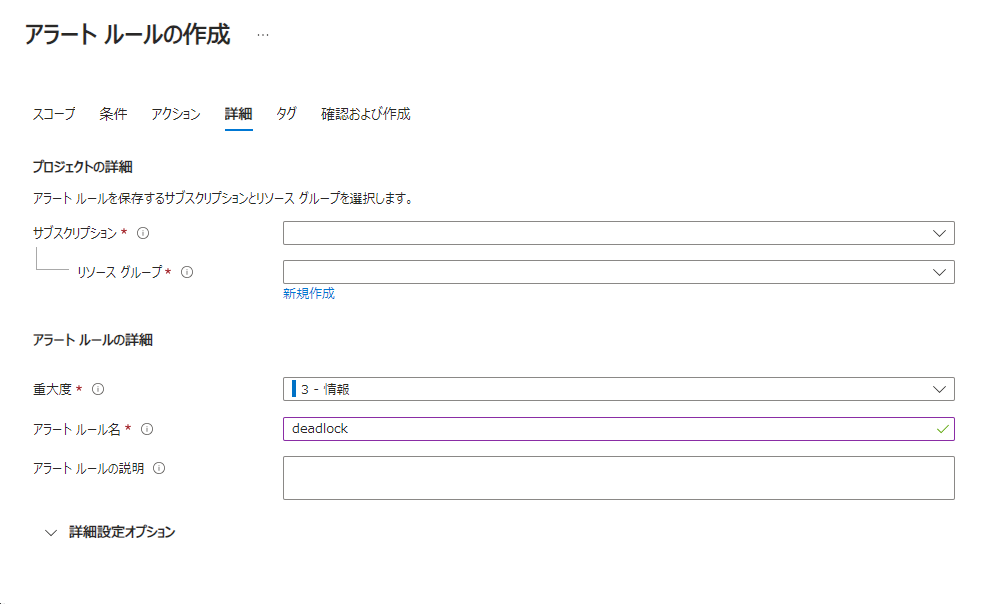 アラート ルールの作成 …
スコープ 条件 アクション 詳細 タグ 確認および作成
プロジェクトの詳細
アラート ルールを保存するサブスクリプションとリソース グループを選択します。
サブスクリプション *
リソース グループ *
新規作成
アラート ルールの詳細
重大度 * 3 - 情報
アラート ルール名 * deadlock
アラート ルールの説明
詳細設定オプション